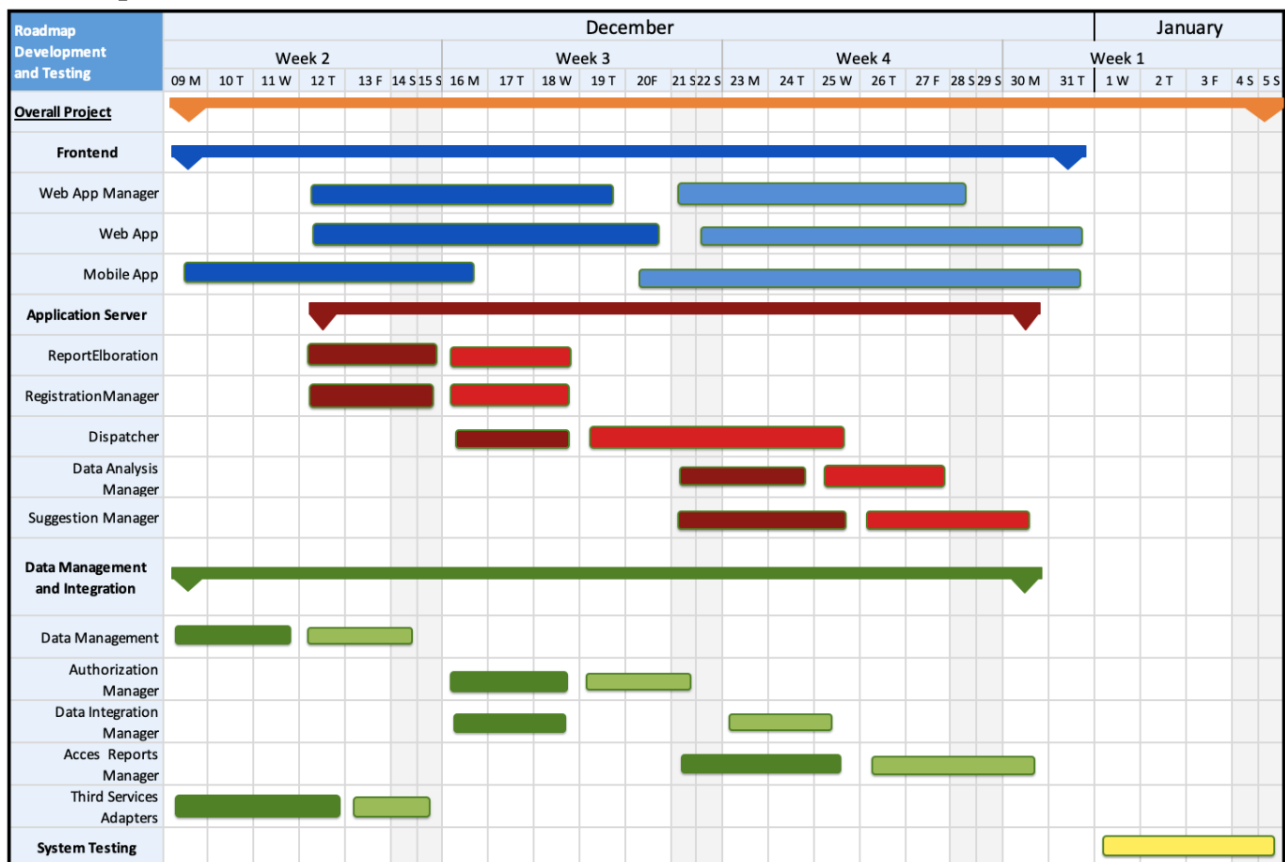 Roadmap
Development
and Testing
December
January
Week 2
Week 3
Week 4
Week 1
09 M 10 T 11 W 12 T 13 F 14 S 15 S 16 M 17 T 18 W 19 T 20F 21 S 22 S 23 M 24 T 25 W 26 T 27 F 28 S 29 S 30 M 31 T 1 W 2 T 3 F 4 S 5 S
Overall Project
Frontend
Web App Manager
Web App
Mobile App
Application Server
ReportElboration
RegistrationManager
Dispatcher
Data Analysis
Manager
Suggestion Manager
Data Management
and Integration
Data Management
Authorization
Manager
Data Integration
Manager
Acces Reports
Manager
Third Services
Adapters
System Testing